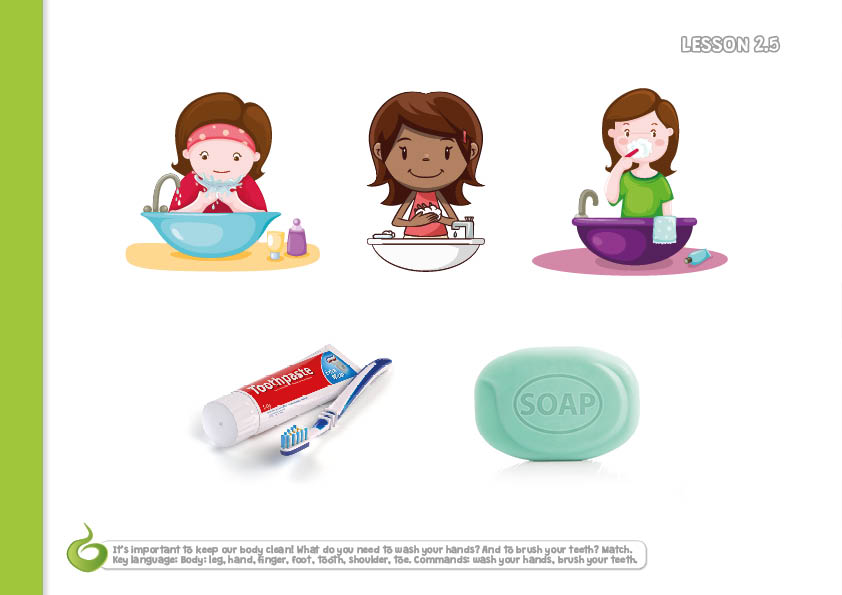 LESSON 2.5
Toothpaste
SOAP
It's important to keep our body clean! What do you need to wash your hands? And to brush your teeth? Match.
Key language: Body: leg, hand, finger, foot, tooth, shoulder, toe. Commands: wash your hands, brush your teeth.